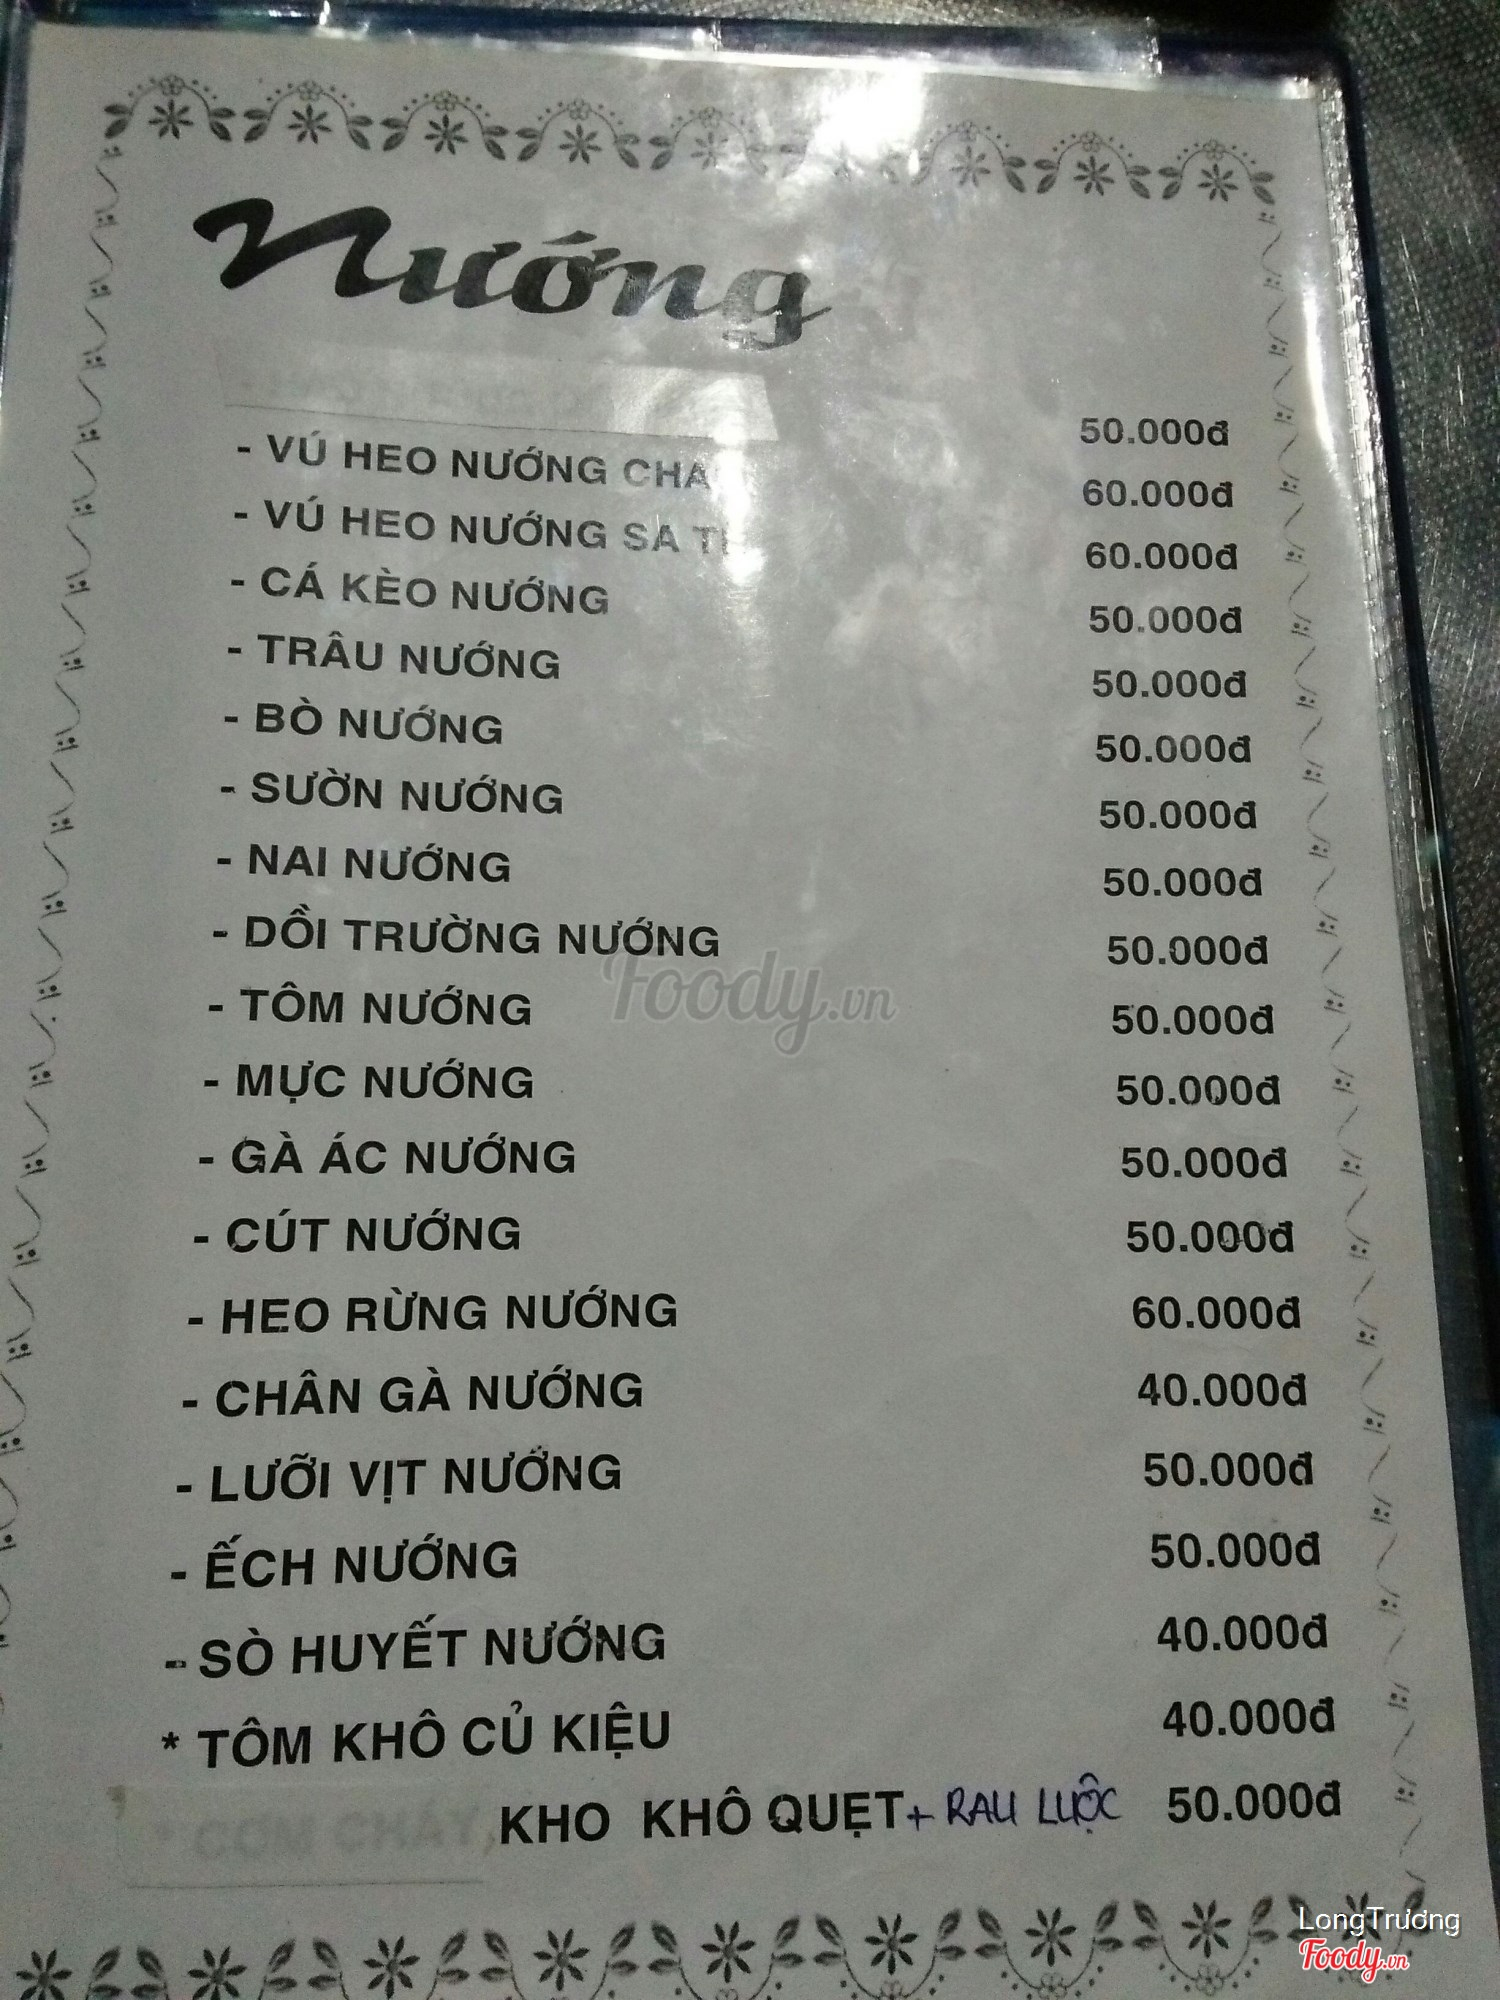 Nướng
50.000đ
- VÚ HEO NƯỚNG 60.000đ
- VÚ HEO NƯỚNG SA 60.000đ
- CÁ KÈO NƯỚNG 50.000đ
- TRÂU NƯỚNG 50.000đ
- BÒ NƯỚNG 50.000đ
- SƯỜN NƯỚNG 50.000đ
- NAI NƯỚNG 50.000đ
- DỒI TRƯỜNG NƯỚNG 50.000đ
- TÔM NƯỚNG 50.000đ
- MỰC NƯỚNG 50.000đ
- GÀ ÁC NƯỚNG 50.000đ
- CÚT NƯỚNG 50.000đ
- HEO RỪNG NƯỚNG 60.000đ
- CHÂN GÀ NƯỚNG 40.000đ
- LƯỠI VỊT NƯỚNG 50.000đ
- ẾCH NƯỚNG 50.000đ
- SÒ HUYẾT NƯỚNG 40.000đ
* TÔM KHÔ CỦ KIỆU 40.000đ
KHO KHÔ QUẸT + RAU LUỘC 50.000đ
Foody.vn
LongTrương
Foody.vn